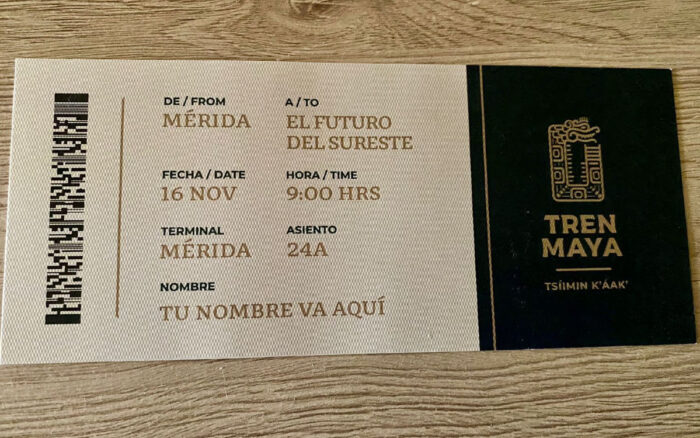 DE / FROM
MÉRIDA
A / TO
EL FUTURO
DEL SURESTE
FECHA / DATE
16 NOV
HORA / TIME
9:00 HRS
TERMINAL
MÉRIDA
ASIENTO
24A
NOMBRE
TU NOMBRE VA AQUÍ
TREN
MAYA
TSÍIMIN K'ÁAK'